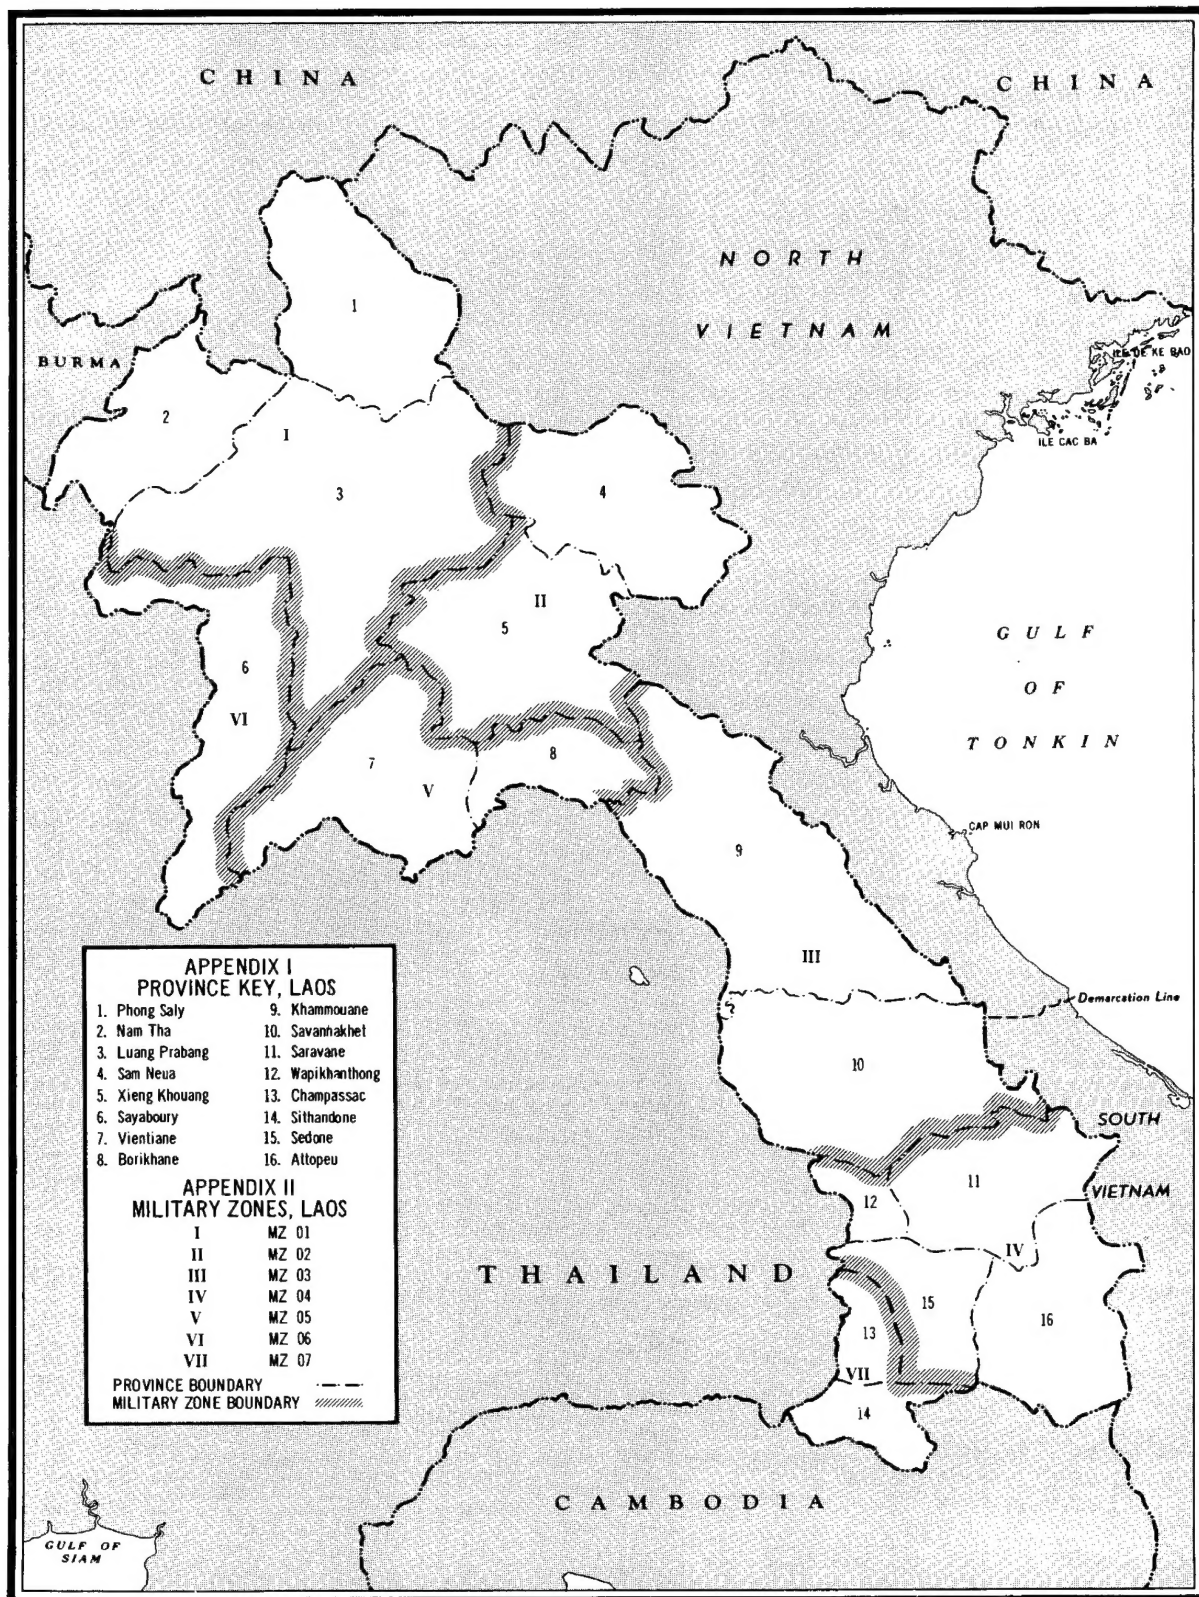 CHINA
CHINA
NORTH
VIETNAM
1
BURMA
ILE DE KE BAO
2
I
ILE CAC BA
3
4
II
5
GULF
OF
TONKIN
6
VI
7
8
V
CAP MUI RON
9
III
Demarcation Line
10
SOUTH
VIETNAM
11
12
IV
THAILAND
15
13
16
VII
14
CAMBODIA
GULF OF
SIAM
APPENDIX I
PROVINCE KEY, LAOS
1. Phong Saly
2. Nam Tha
3. Luang Prabang
4. Sam Neua
5. Xieng Khouang
6. Sayaboury
7. Vientiane
8. Borikhane
9. Khammouane
10. Savannakhet
11. Saravane
12. Wapikhanthong
13. Champassac
14. Sithandone
15. Sedone
16. Attopeu
APPENDIX II
MILITARY ZONES, LAOS
I MZ 01
II MZ 02
III MZ 03
IV MZ 04
V MZ 05
VI MZ 06
VII MZ 07
PROVINCE BOUNDARY
MILITARY ZONE BOUNDARY